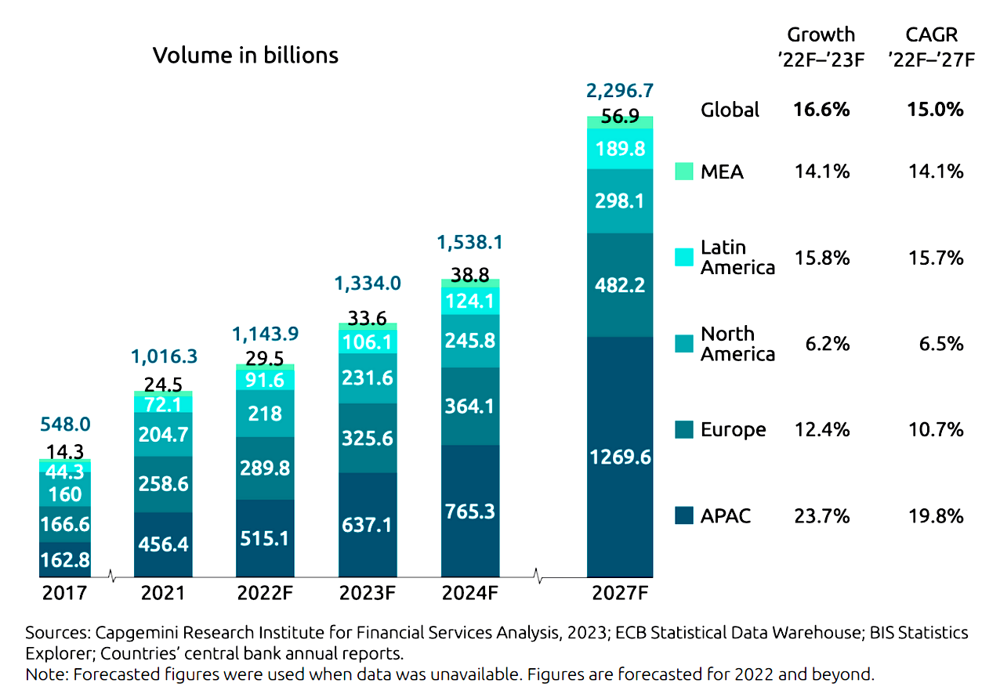 Volume in billions
Growth
’22F–’23F
CAGR
’22F–’27F
Global 16.6% 15.0%
MEA 14.1% 14.1%
Latin
America 15.8% 15.7%
North
America 6.2% 6.5%
Europe 12.4% 10.7%
APAC 23.7% 19.8%
548.0
14.3
44.3
160
166.6
162.8
2017
1,016.3
24.5
72.1
204.7
258.6
456.4
2021
1,143.9
29.5
91.6
218
289.8
515.1
2022F
1,334.0
33.6
106.1
231.6
325.6
637.1
2023F
1,538.1
38.8
124.1
245.8
364.1
765.3
2024F
2,296.7
56.9
189.8
298.1
482.2
1269.6
2027F
Sources: Capgemini Research Institute for Financial Services Analysis, 2023; ECB Statistical Data Warehouse; BIS Statistics
Explorer; Countries’ central bank annual reports.
Note: Forecasted figures were used when data was unavailable. Figures are forecasted for 2022 and beyond.